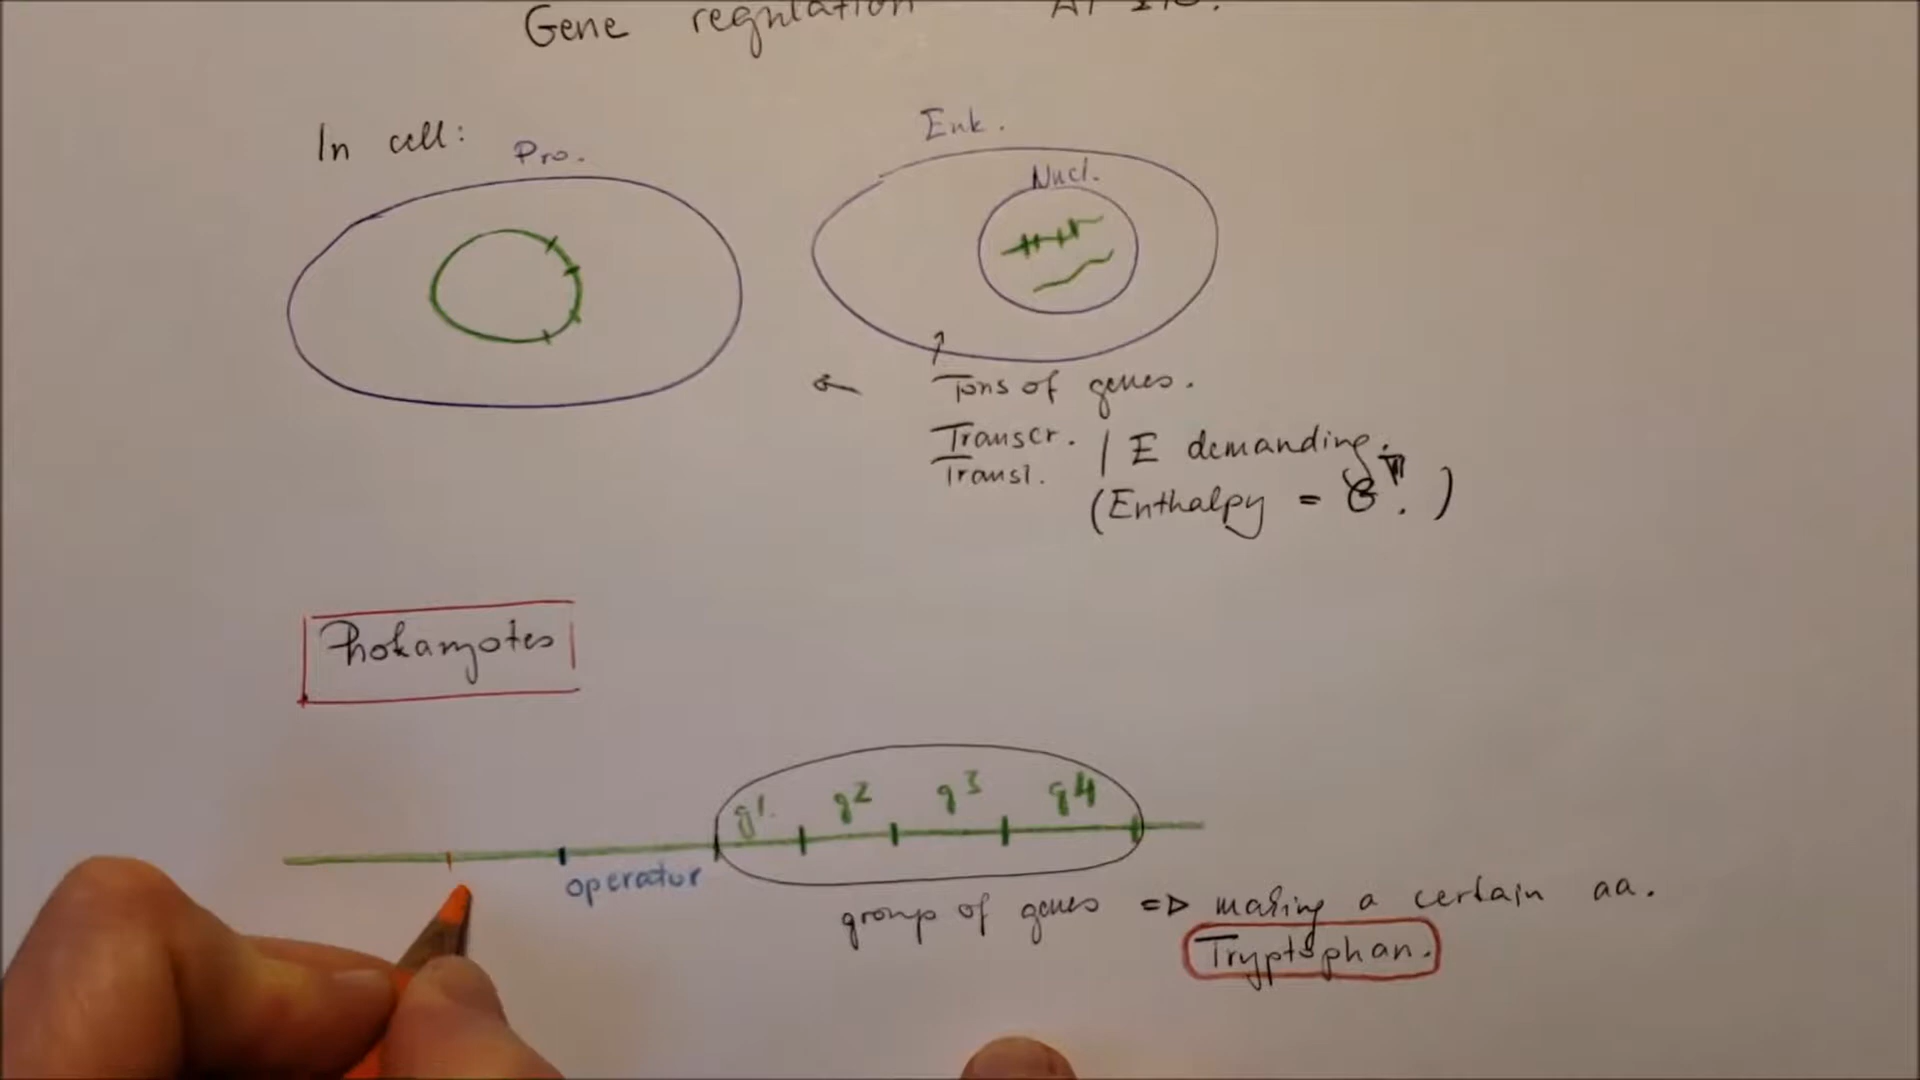 Gene regulation
In cell:
Pro.
Euk.
Nucl.
Tons of genes.
Transcr. | E demanding.
Transl.
(Enthalpy =
Prokaryotes
g1. g2 g3 g4
operator
group of genes => making a certain aa.
Tryptophan.